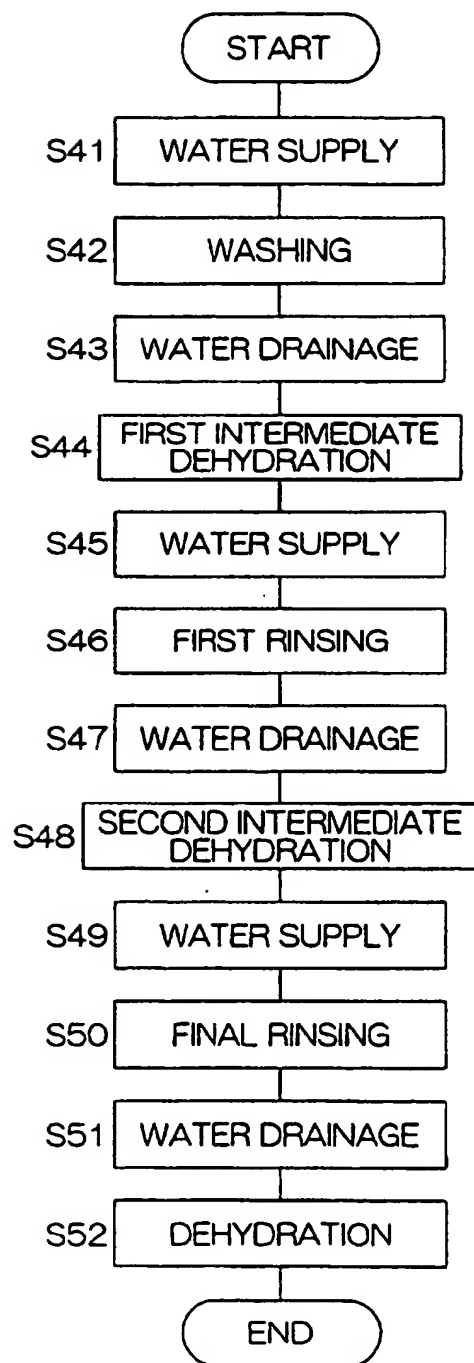 START
S41 WATER SUPPLY
S42 WASHING
S43 WATER DRAINAGE
S44 FIRST INTERMEDIATE
DEHYDRATION
S45 WATER SUPPLY
S46 FIRST RINSING
S47 WATER DRAINAGE
S48 SECOND INTERMEDIATE
DEHYDRATION
S49 WATER SUPPLY
S50 FINAL RINSING
S51 WATER DRAINAGE
S52 DEHYDRATION
END